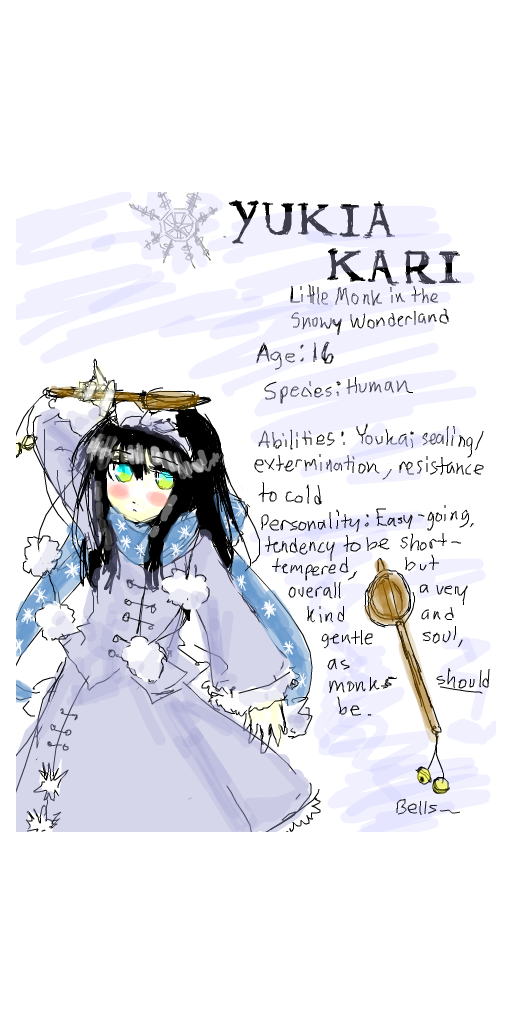 YUKIA
KARI
Little Monk in the
Snowy Wonderland
Age: 16
Species: Human
Abilities: Youkai sealing/
extermination, resistance
to cold
Personality: Easy-going,
tendency to be short-
tempered, but
overall a very
kind and
gentle soul,
as
monks should
be.
Bells~